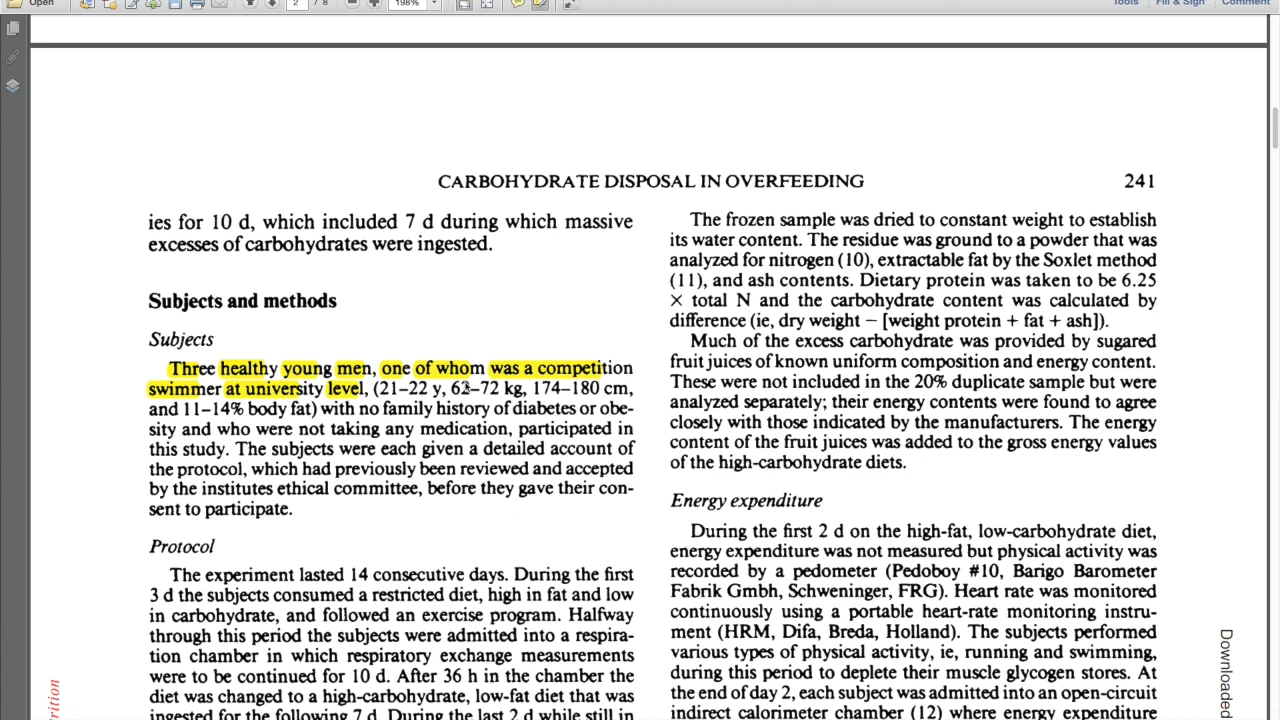 Open
2 / 8
198%
Tools
Fill & Sign
Comment
CARBOHYDRATE DISPOSAL IN OVERFEEDING
241
ies for 10 d, which included 7 d during which massive
excesses of carbohydrates were ingested.
Subjects and methods
Subjects
Three healthy young men, one of whom was a competition
swimmer at university level, (21–22 y, 62–72 kg, 174–180 cm,
and 11–14% body fat) with no family history of diabetes or obe-
sity and who were not taking any medication, participated in
this study. The subjects were each given a detailed account of
the protocol, which had previously been reviewed and accepted
by the institutes ethical committee, before they gave their con-
sent to participate.
Protocol
The experiment lasted 14 consecutive days. During the first
3 d the subjects consumed a restricted diet, high in fat and low
in carbohydrate, and followed an exercise program. Halfway
through this period the subjects were admitted into a respira-
tion chamber in which respiratory exchange measurements
were to be continued for 10 d. After 36 h in the chamber the
diet was changed to a high-carbohydrate, low-fat diet that was
ingested for the following 7 d. During the last 2 d while still in
The frozen sample was dried to constant weight to establish
its water content. The residue was ground to a powder that was
analyzed for nitrogen (10), extractable fat by the Soxlet method
(11), and ash contents. Dietary protein was taken to be 6.25
× total N and the carbohydrate content was calculated by
difference (ie, dry weight − [weight protein + fat + ash]).
Much of the excess carbohydrate was provided by sugared
fruit juices of known uniform composition and energy content.
These were not included in the 20% duplicate sample but were
analyzed separately; their energy contents were found to agree
closely with those indicated by the manufacturers. The energy
content of the fruit juices was added to the gross energy values
of the high-carbohydrate diets.
Energy expenditure
During the first 2 d on the high-fat, low-carbohydrate diet,
energy expenditure was not measured but physical activity was
recorded by a pedometer (Pedoboy #10, Barigo Barometer
Fabrik Gmbh, Schweninger, FRG). Heart rate was monitored
continuously using a portable heart-rate monitoring instru-
ment (HRM, Difa, Breda, Holland). The subjects performed
various types of physical activity, ie, running and swimming,
during this period to deplete their muscle glycogen stores. At
the end of day 2, each subject was admitted into an open-circuit
indirect calorimeter chamber (12) where energy expenditure
Downloaded